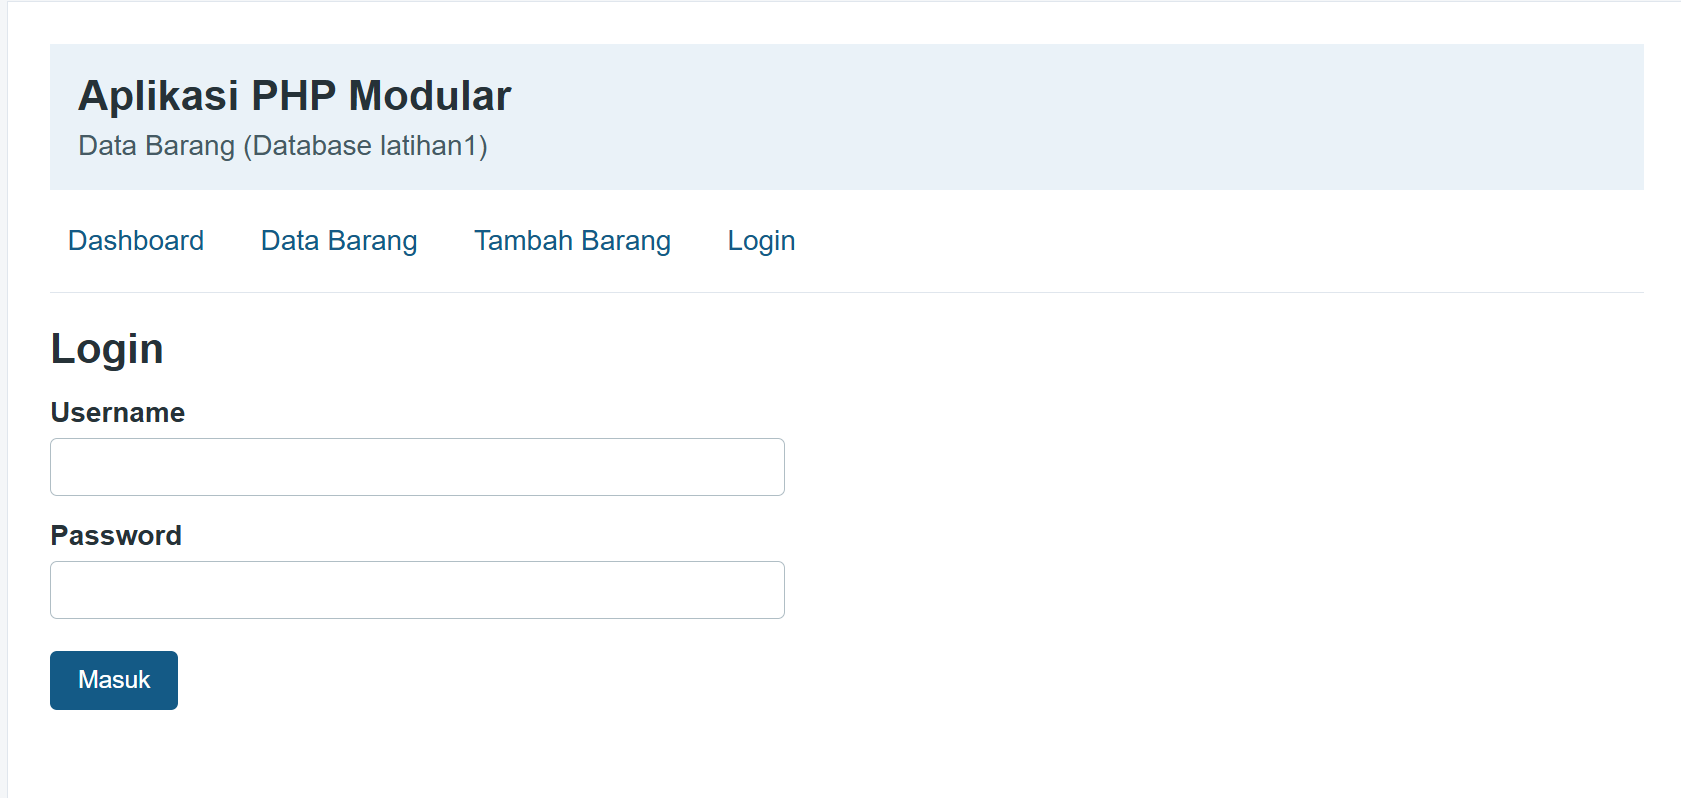 Aplikasi PHP Modular
Data Barang (Database latihan1)
Dashboard Data Barang Tambah Barang Login
Login
Username
Password
Masuk